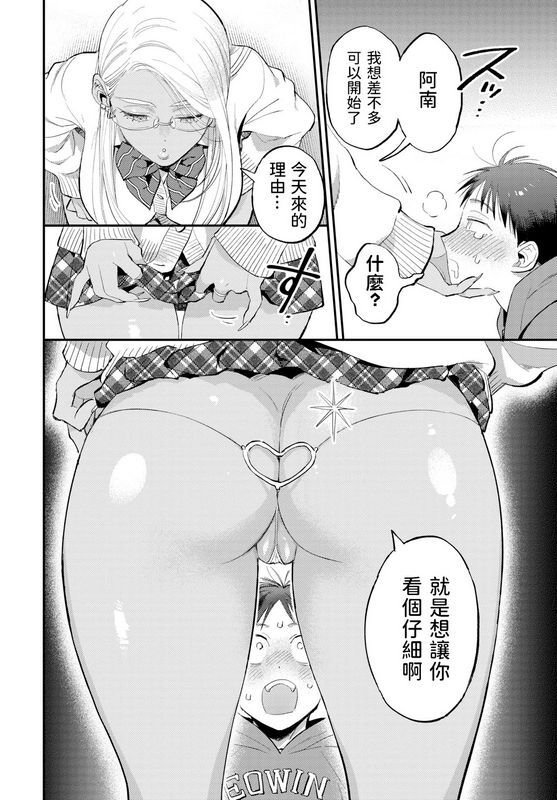 阿南
我想差不多
可以開始了
スッ
什麼?
今天來的
理由…
就是想讓你
看個仔細啊
EDWIN